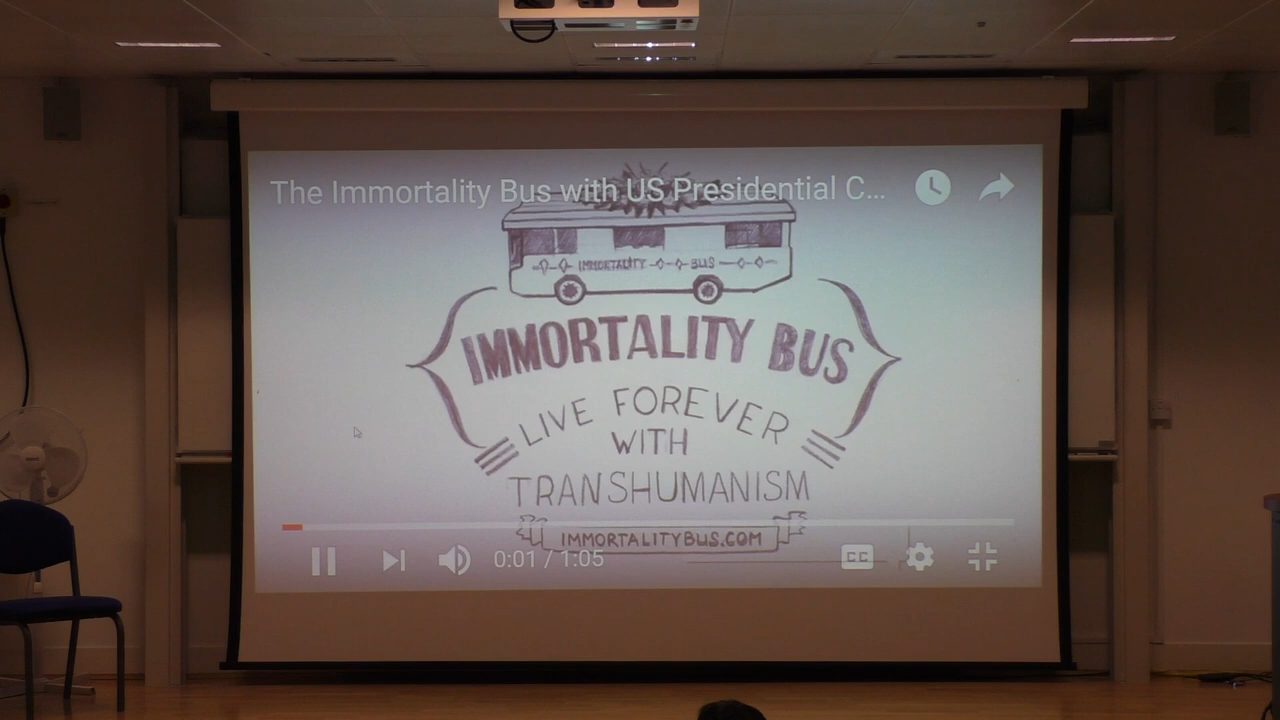 The Immortality Bus with US Presidential C...
IMMORTALITY BUS
IMMORTALITY BUS
LIVE FOREVER
WITH
TRANSHUMANISM
IMMORTALITYBUS.COM
0:01 / 1:05
CC